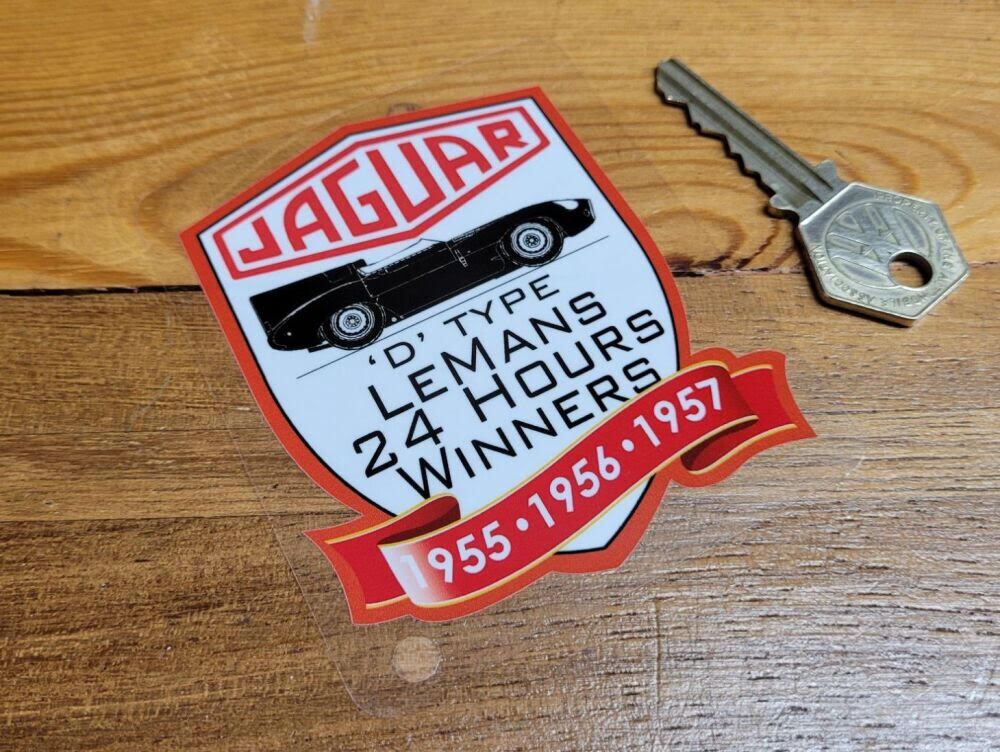 JAGUAR
'D' TYPE
LEMANS
24 HOURS
WINNERS
1955 • 1956 • 1957